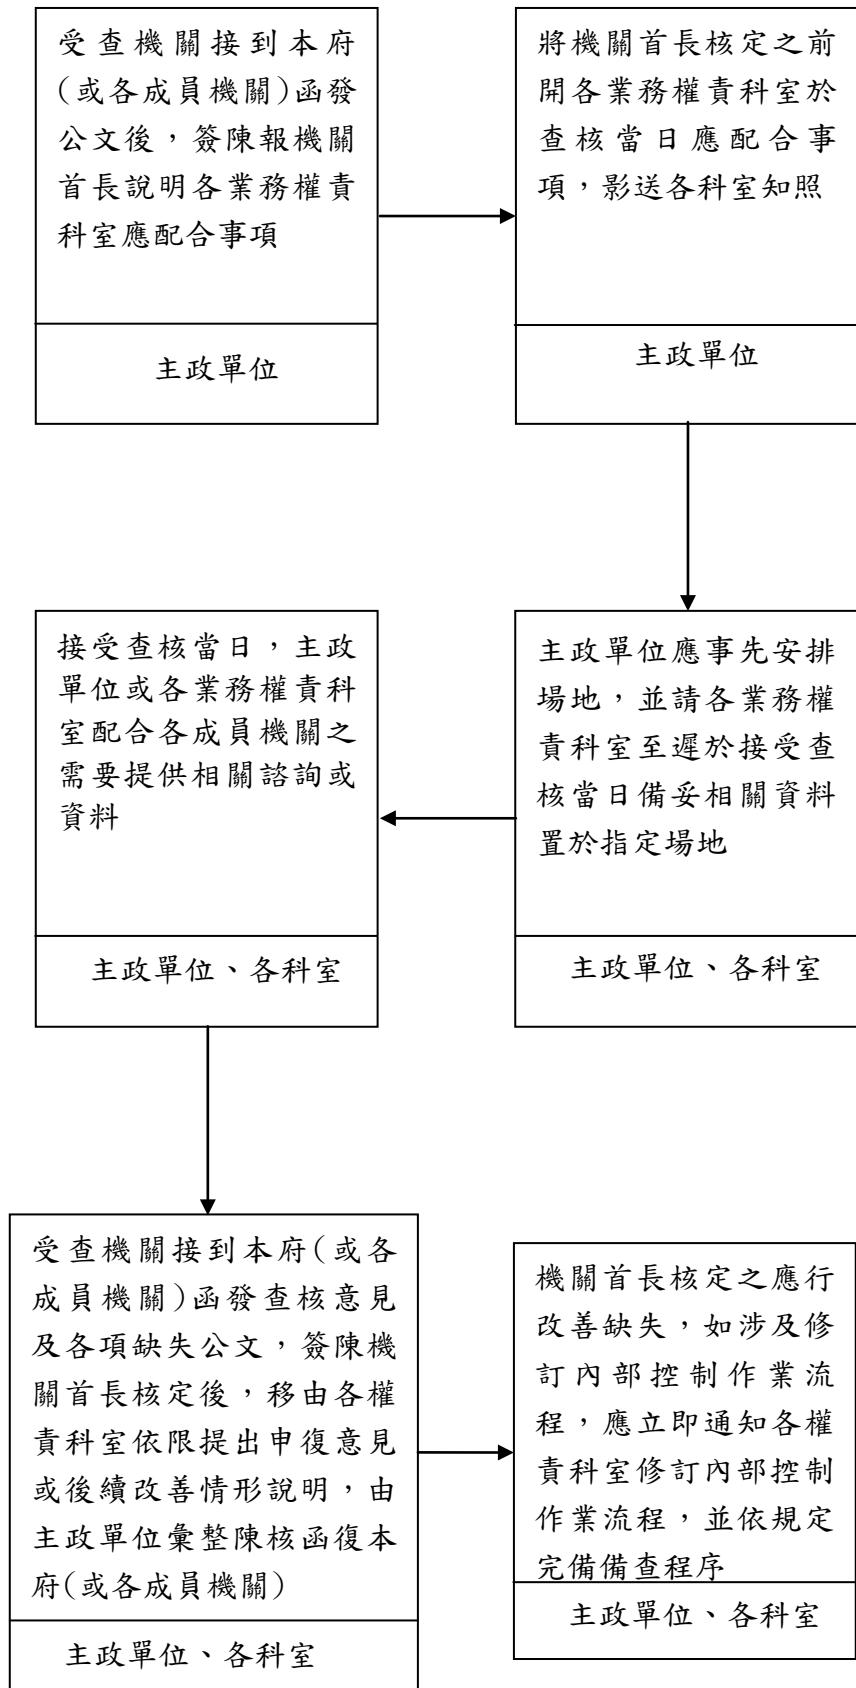 受查機關接到本府
(或各成員機關)函發
公文後，簽陳報機關
首長說明各業務權責
科室應配合事項
主政單位
將機關首長核定之前
開各業務權責科室於
查核當日應配合事
項，影送各科室知照
主政單位
主政單位應事先安排
場地，並請各業務權
責科室至遲於接受查
核當日備妥相關資料
置於指定場地
主政單位、各科室
接受查核當日，主政
單位或各業務權責科
室配合各成員機關之
需要提供相關諮詢或
資料
主政單位、各科室
受查機關接到本府(或各
成員機關)函發查核意見
及各項缺失公文，簽陳機
關首長核定後，移由各權
責科室依限提出申復意見
或後續改善情形說明，由
主政單位彙整陳核函復本
府(或各成員機關)
主政單位、各科室
機關首長核定之應行
改善缺失，如涉及修
訂內部控制作業流
程，應立即通知各權
責科室修訂內部控制
作業流程，並依規定
完備備查程序
主政單位、各科室